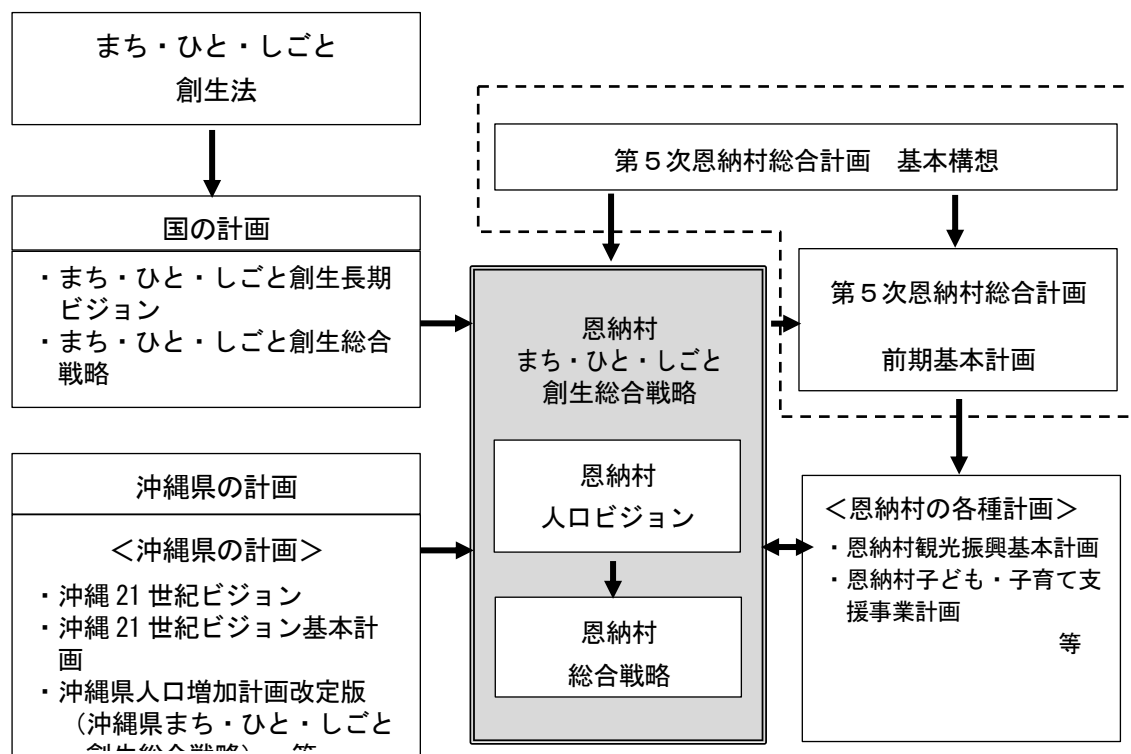 まち・ひと・しごと
創生法
国の計画
・まち・ひと・しごと創生長期
ビジョン
・まち・ひと・しごと創生総合
戦略
沖縄県の計画
＜沖縄県の計画＞
・沖縄21世紀ビジョン
・沖縄21世紀ビジョン基本計
画
・沖縄県人口増加計画改定版
（沖縄県まち・ひと・しごと
創生総合戦略）　等
第５次恩納村総合計画　基本構想
恩納村
まち・ひと・しごと
創生総合戦略
恩納村
人口ビジョン
恩納村
総合戦略
第５次恩納村総合計画
前期基本計画
＜恩納村の各種計画＞
・恩納村観光振興基本計画
・恩納村子ども・子育て支
援事業計画
等